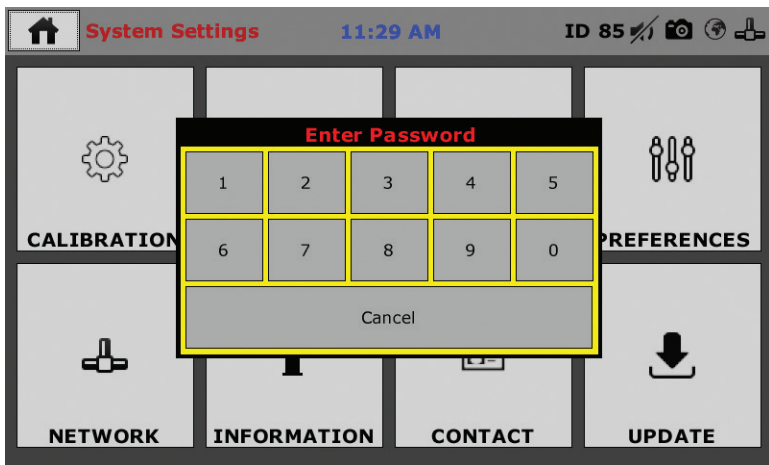 System Settings 11:29 AM ID 85
Enter Password
1 2 3 4 5
CALIBRATION PREFERENCES
6 7 8 9 0
Cancel
NETWORK INFORMATION CONTACT UPDATE